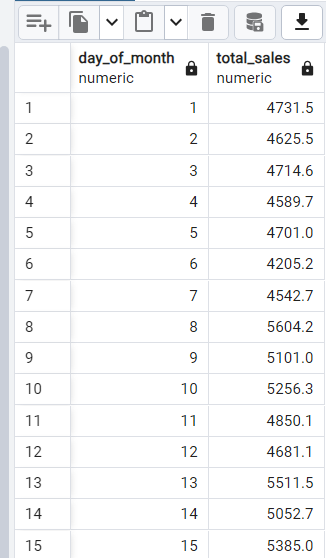 day_of_month total_sales
numeric numeric
1 1 4731.5
2 2 4625.5
3 3 4714.6
4 4 4589.7
5 5 4701.0
6 6 4205.2
7 7 4542.7
8 8 5604.2
9 9 5101.0
10 10 5256.3
11 11 4850.1
12 12 4681.1
13 13 5511.5
14 14 5052.7
15 15 5385.0